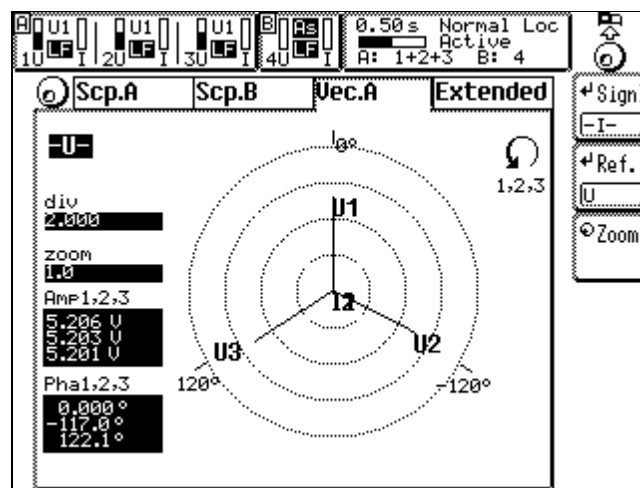 A U1 U1 U1 B As 0.50 s Normal Loc
LF LF LF LF Active
1U I 2U I 3U I 4U I A: 1+2+3 B: 4
Scp.A Scp.B Vec.A Extended
Sign
-I-
-U- 0°
1,2,3
Ref.
U
div
2.000
U1
Zoom
zoom
1.0
Amp1,2,3
5.206 V
5.203 V
5.201 V
U3 U2
Pha1,2,3 120° -120°
0.000°
-117.0°
122.1°